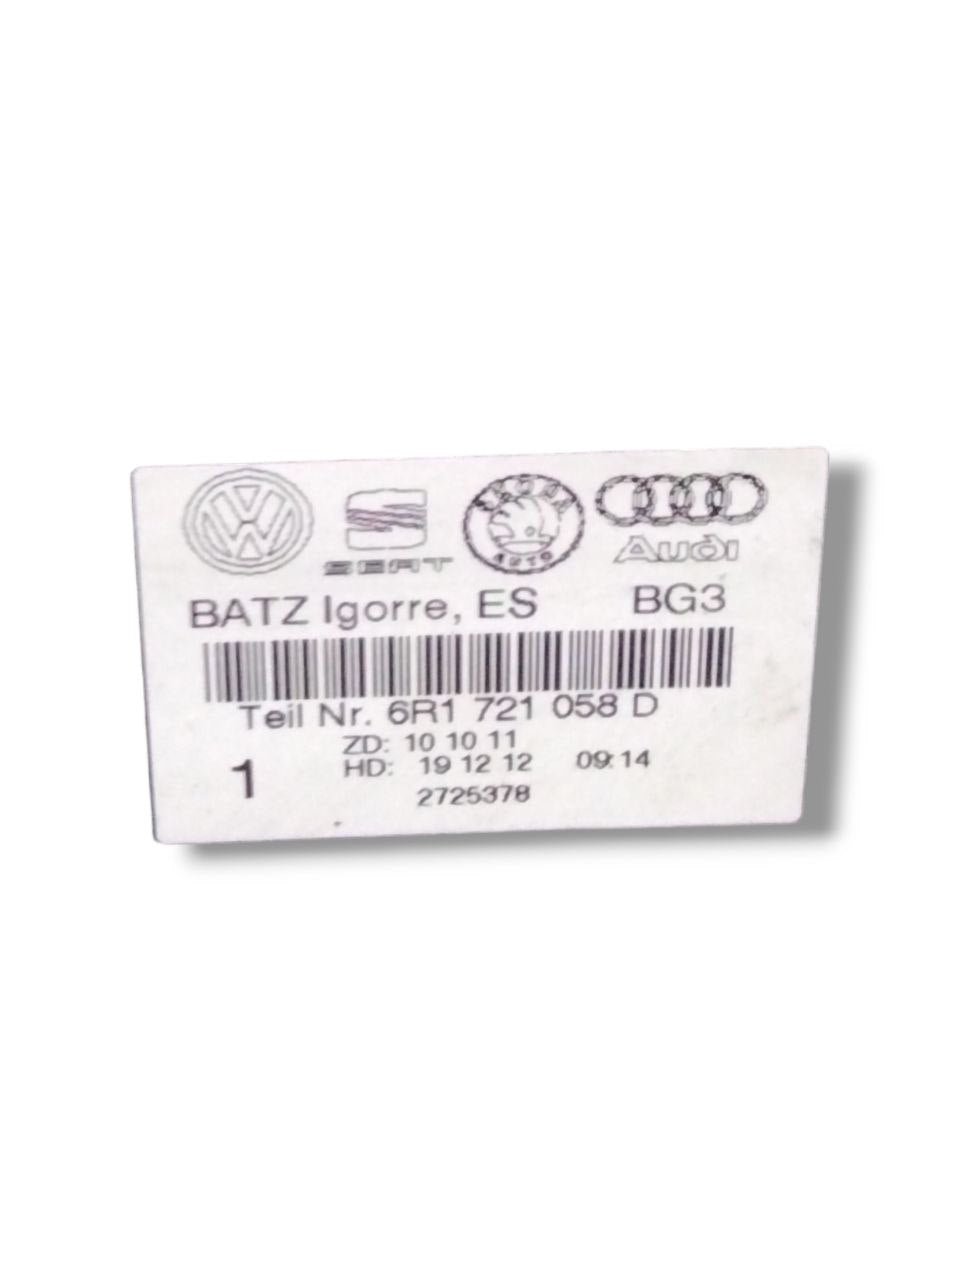 SEAT
SKODA
AUTO
Audi
BATZ Igorre, ES BG3
Teil Nr. 6R1 721 058 D
ZD: 10 10 11
1 HD: 19 12 12 09:14
2725378